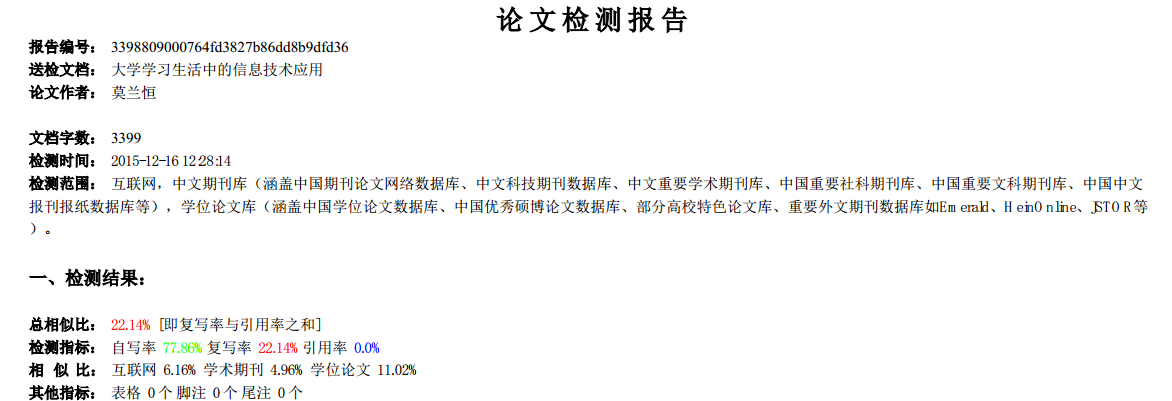 论文检测报告
报告编号： 3398809000764fd3827b86dd8b9dfd36
送检文档： 大学学习生活中的信息技术应用
论文作者： 莫兰恒
文档字数： 3399
检测时间： 2015-12-16 12:28:14
检测范围： 互联网，中文期刊库（涵盖中国期刊论文网络数据库、中文科技期刊数据库、中文重要学术期刊库、中国重要社科期刊库、中国重要文科期刊库、中国中文
报刊报纸数据库等），学位论文库（涵盖中国学位论文数据库、中国优秀硕博论文数据库、部分高校特色论文库、重要外文期刊数据库如Emerald、HeinOnline、JSTOR等
）。
一、检测结果：
总相似比： 22.14% [即复写率与引用率之和]
检测指标： 自写率 77.86% 复写率 22.14% 引用率 0.0%
相 似 比： 互联网 6.16% 学术期刊 4.96% 学位论文 11.02%
其他指标： 表格 0个 脚注 0个 尾注 0个